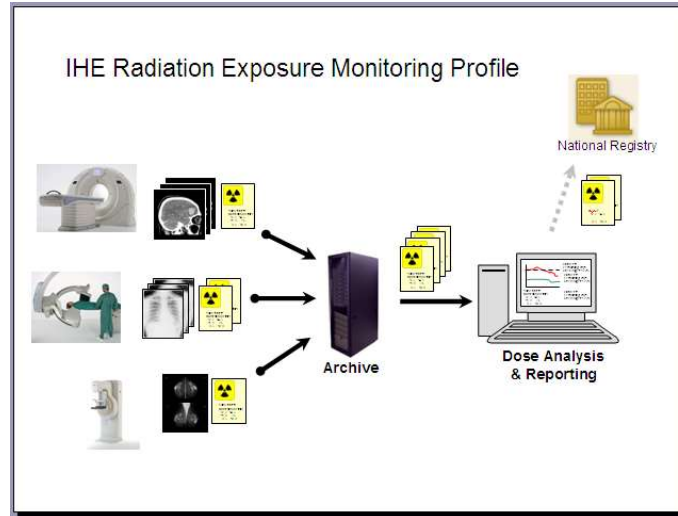 IHE Radiation Exposure Monitoring Profile
National Registry
Archive
Dose Analysis
& Reporting